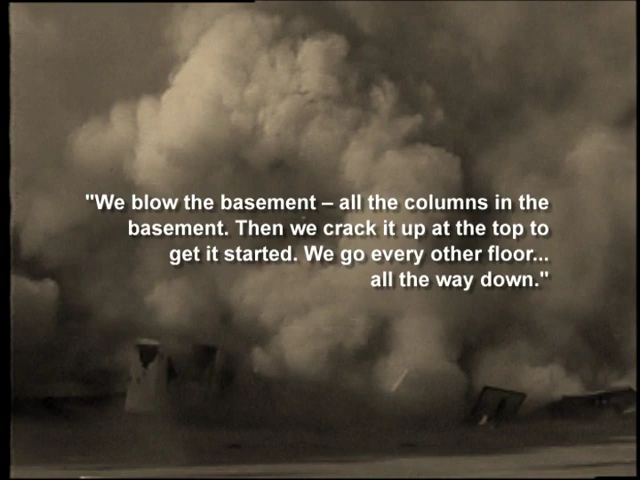 "We blow the basement – all the columns in the
basement. Then we crack it up at the top to
get it started. We go every other floor...
all the way down."